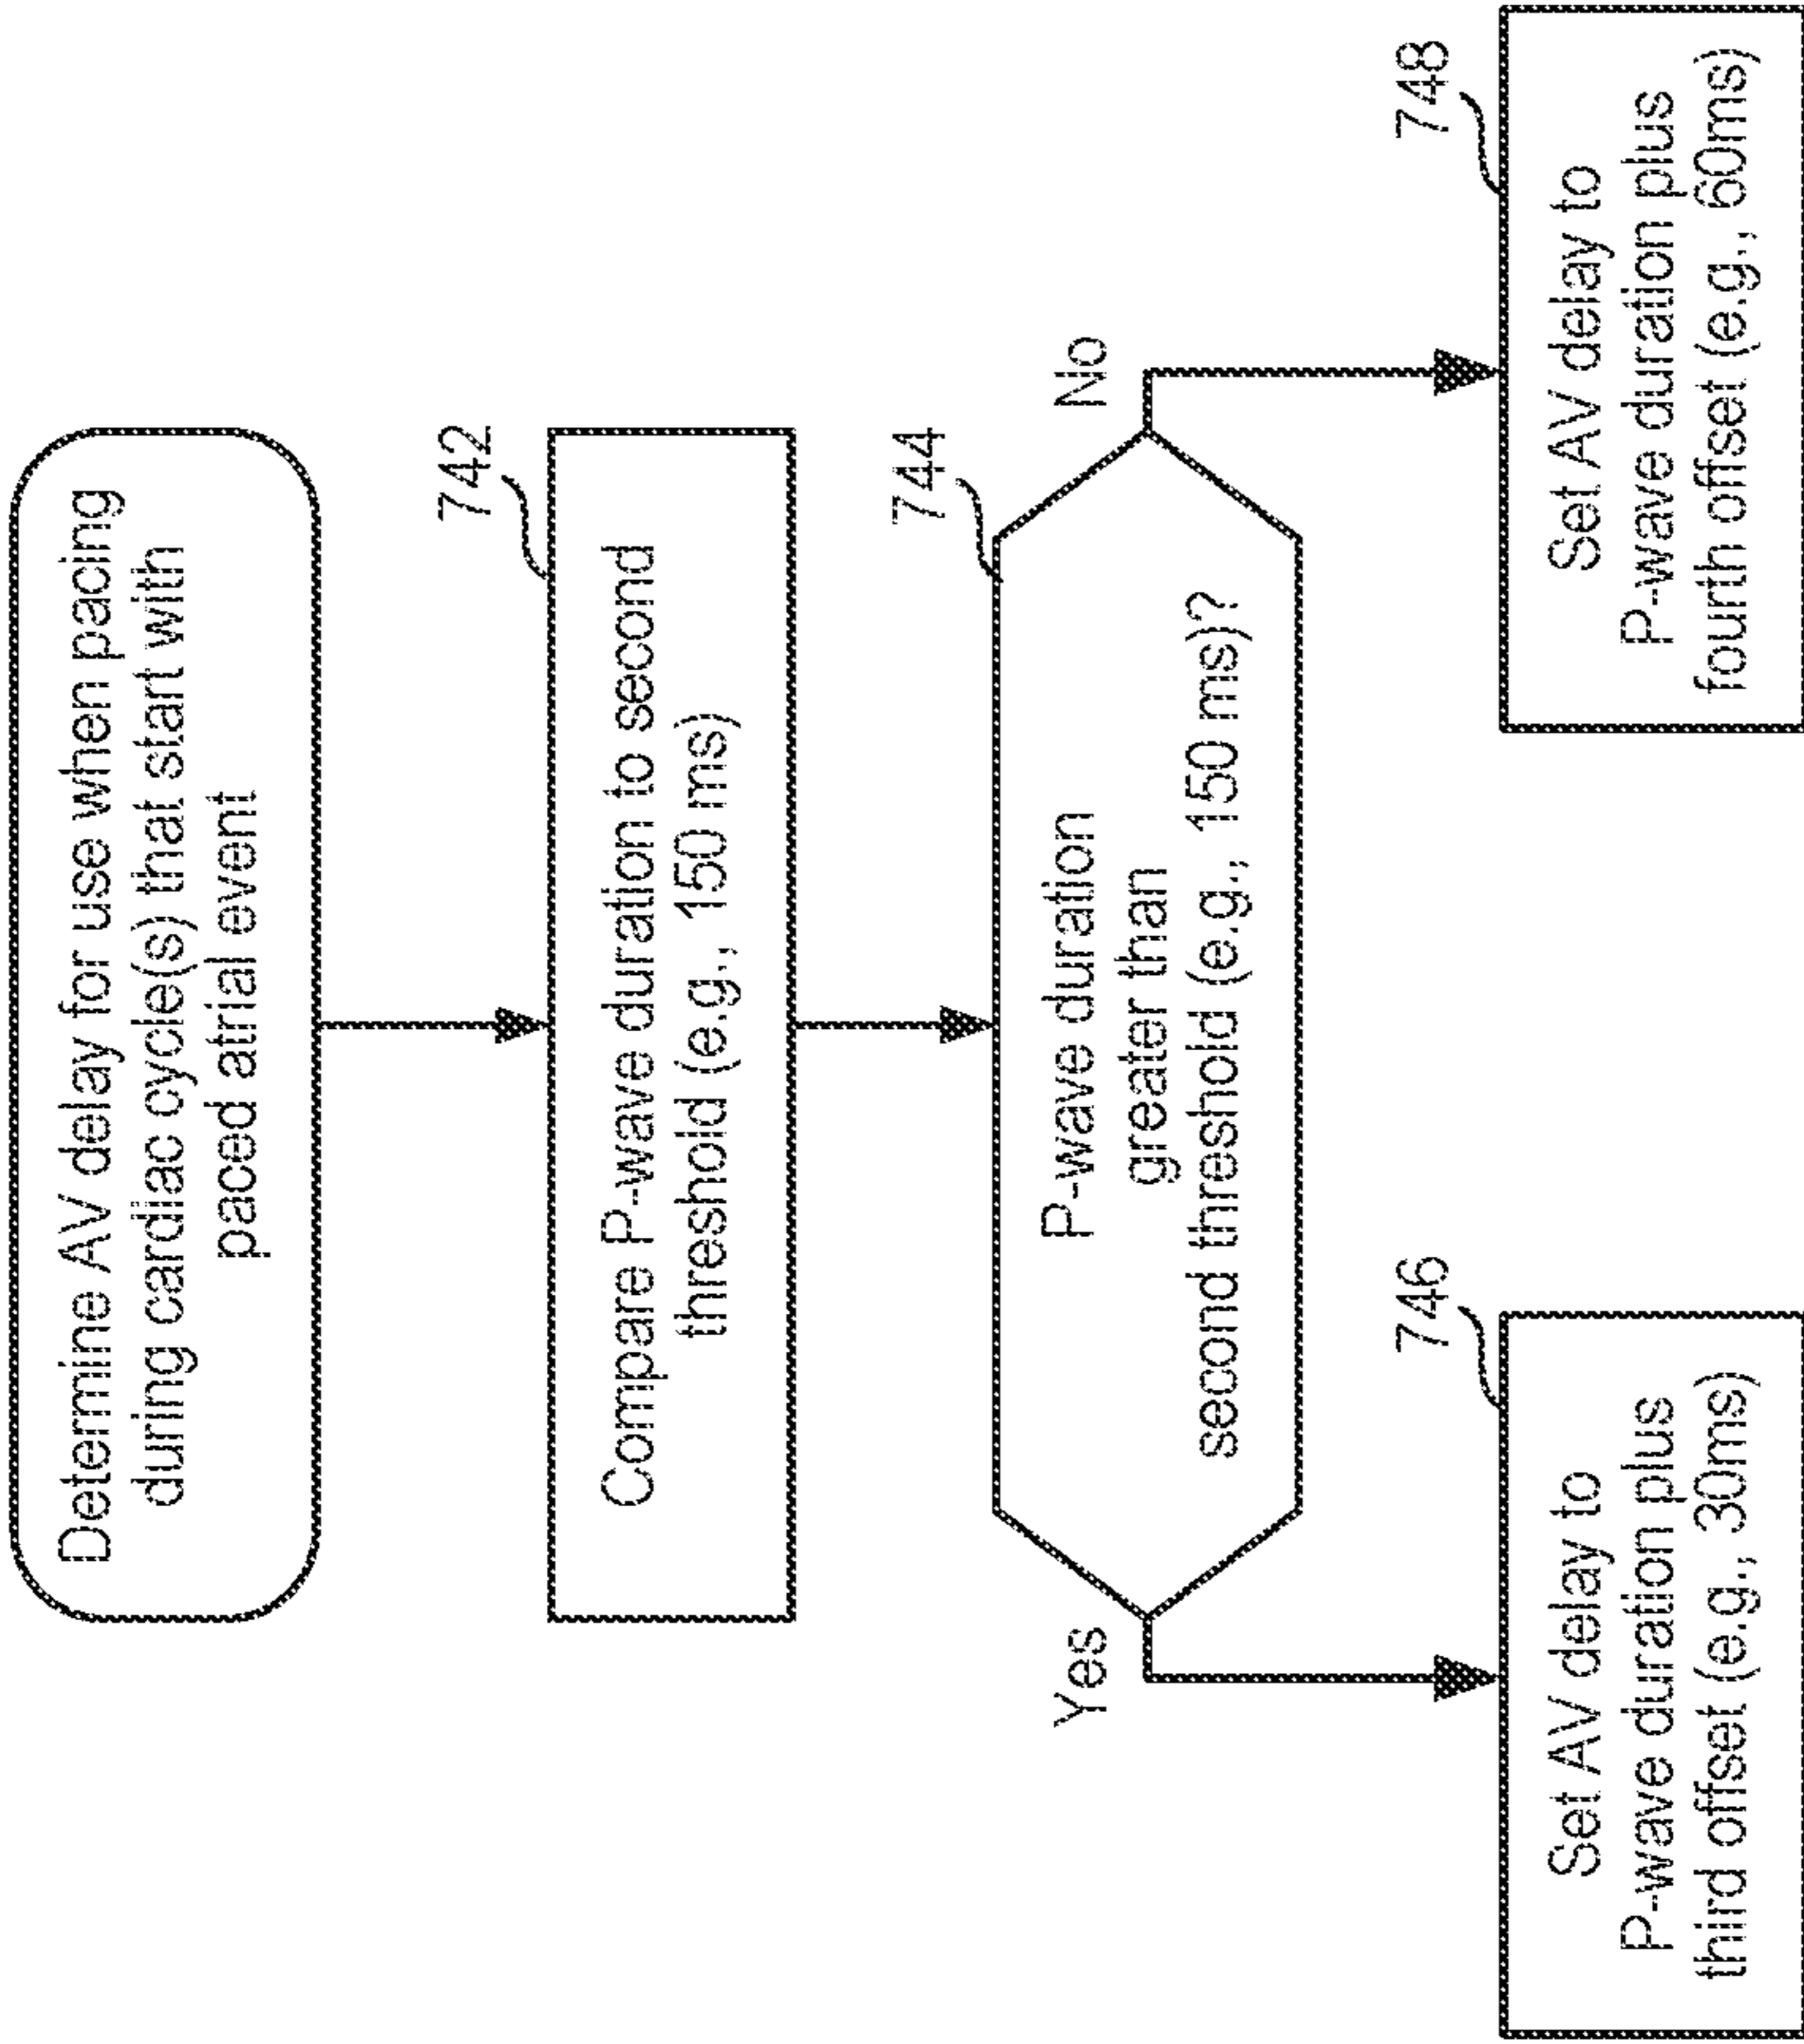 Determine AV delay for use when pacing
during cardiac cycle(s) that start with
paced atrial event
742
Compare P-wave duration to second
threshold (e.g., 150 ms)
744
P-wave duration
greater than
second threshold (e.g., 150 ms)?
Yes
No
746
Set AV delay to
P-wave duration plus
third offset (e.g., 30ms)
748
Set AV delay to
P-wave duration plus
fourth offset (e.g., 60ms)